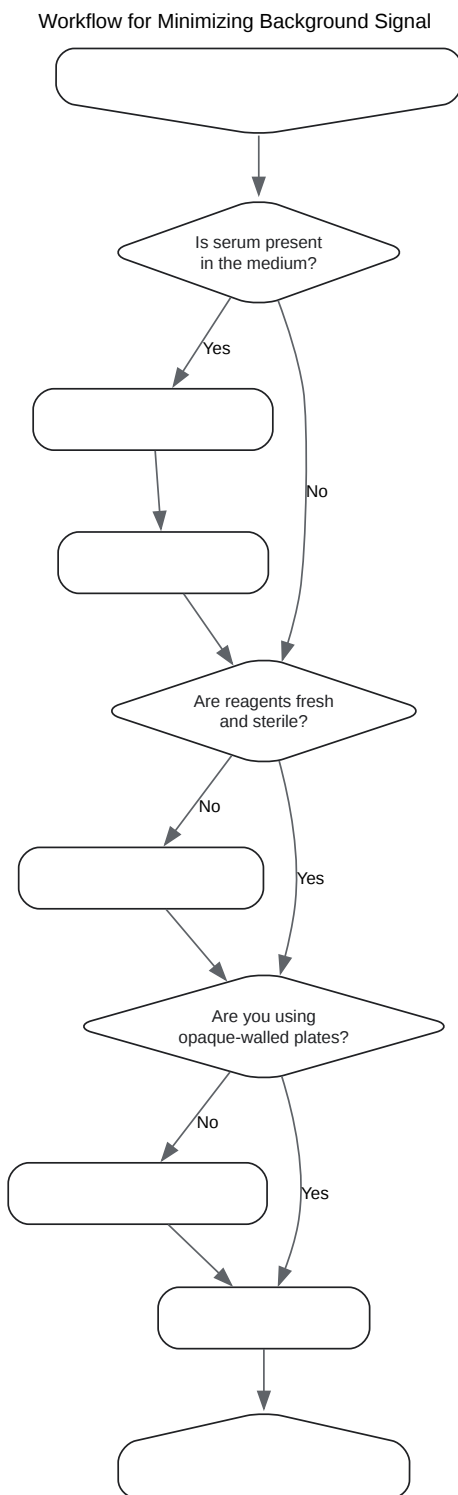 Workflow for Minimizing Background Signal
Is serum present
in the medium?
Yes
No
Are reagents fresh
and sterile?
No
Yes
Are you using
opaque-walled plates?
No
Yes